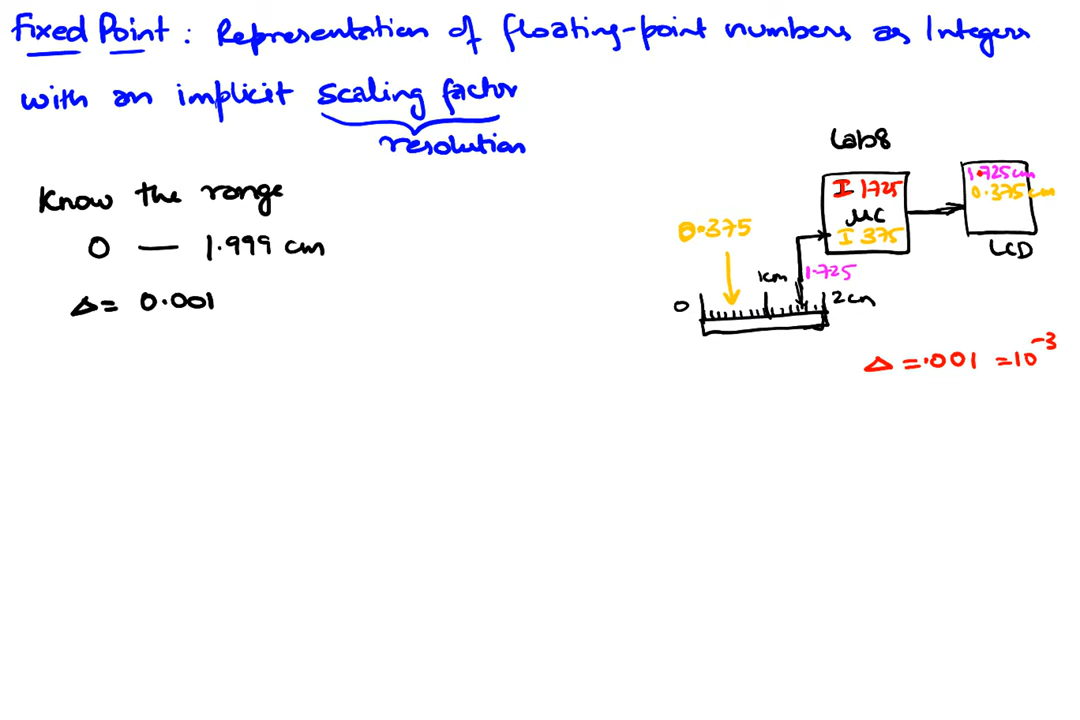 Fixed Point : Representation of floating-point numbers as Integers
with an implicit scaling factor
resolution
Know the range
0 — 1.999 cm
Δ = 0.001
Lab8
I 1725
μC
I 375
1.725 cm
0.375 cm
LCD
0.375
1.725
1cm
0
2cm
Δ = .001 = 10⁻³